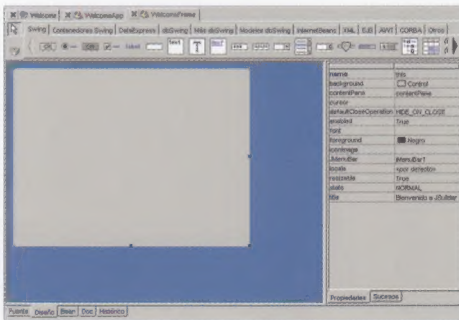 Welcome WelcomeApp WelcomeFrame
Swing Contenedores Swing DataExpress dbSwing Más dbSwing Modelos dbSwing InternetBeans XML EJB AWT CORBA Otros
name this
background Control
contentPane contentPane
cursor
defaultCloseOperation HIDE_ON_CLOSE
enabled True
font
foreground Negro
iconImage
JMenuBar jMenuBar1
locale <por defecto>
resizable True
state NORMAL
title Bienvenido a JBuilder
Propiedades Sucesos
Fuente Diseño Bean Doc Histórico